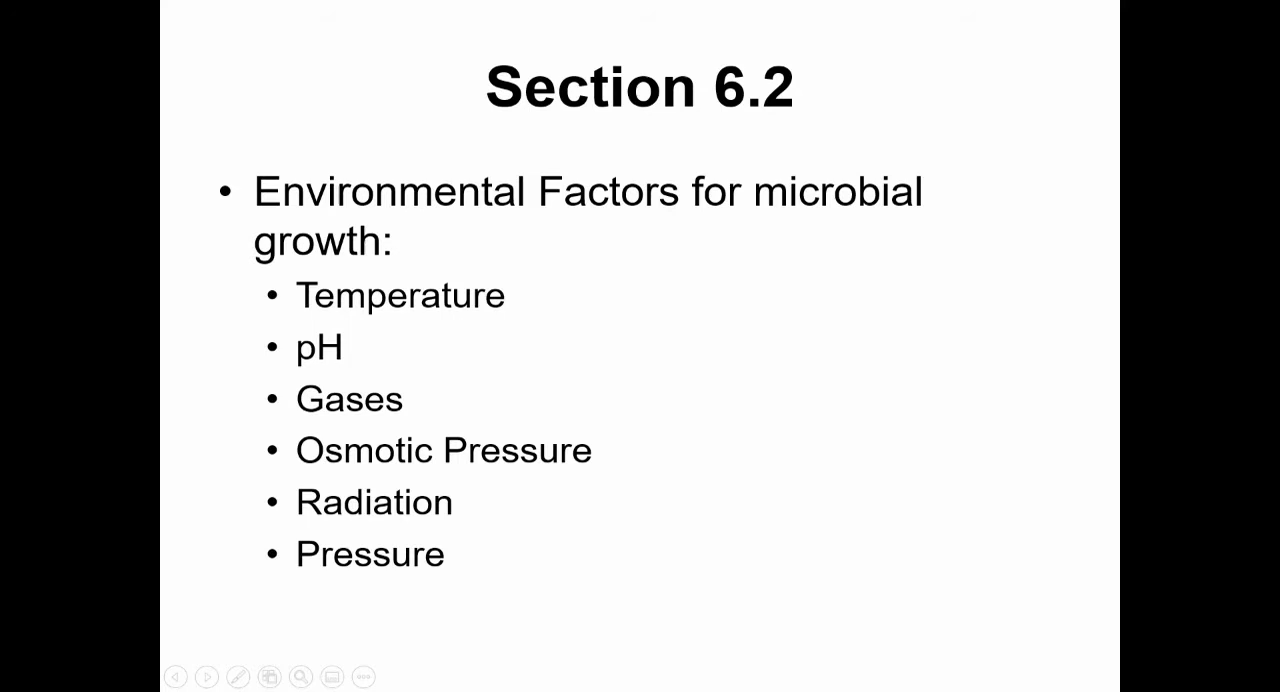 Section 6.2
• Environmental Factors for microbial
growth:
• Temperature
• pH
• Gases
• Osmotic Pressure
• Radiation
• Pressure